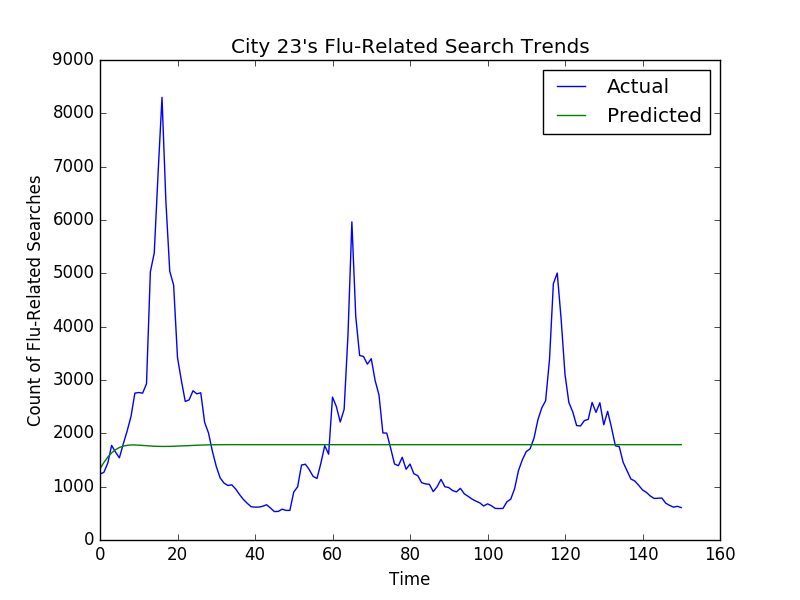 City 23's Flu-Related Search Trends
Actual
Predicted
Count of Flu-Related Searches
9000
8000
7000
6000
5000
4000
3000
2000
1000
0
0 20 40 60 80 100 120 140 160
Time